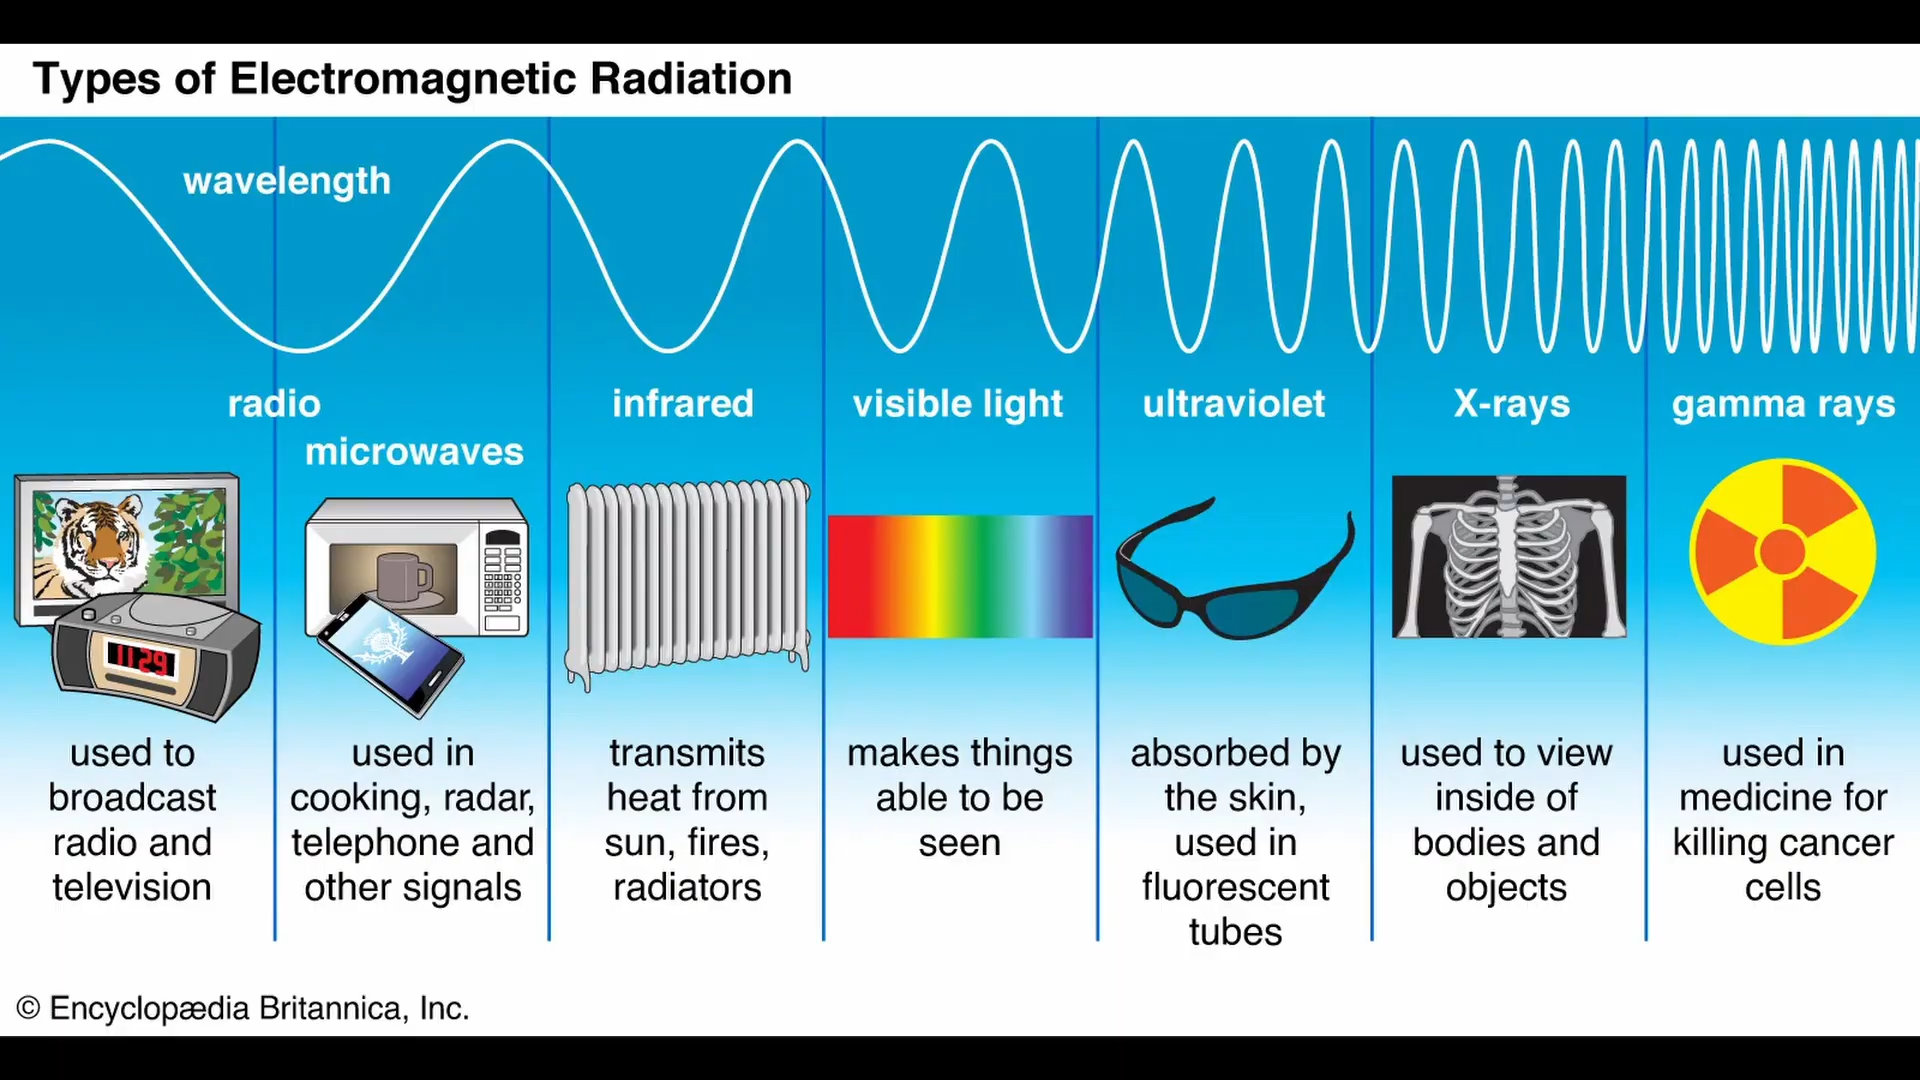 Types of Electromagnetic Radiation
wavelength
radio
microwaves
infrared
visible light
ultraviolet
X-rays
gamma rays
11:29
used to
broadcast
radio and
television
used in
cooking, radar,
telephone and
other signals
transmits
heat from
sun, fires,
radiators
makes things
able to be
seen
absorbed by
the skin,
used in
fluorescent
tubes
used to view
inside of
bodies and
objects
used in
medicine for
killing cancer
cells
© Encyclopædia Britannica, Inc.